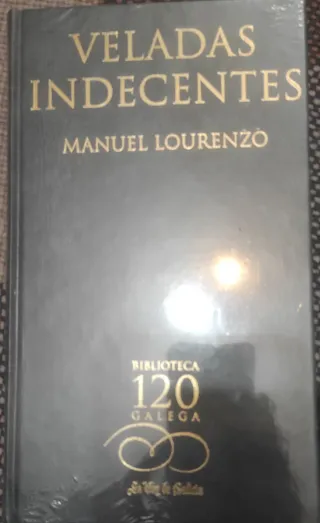 VELADAS
INDECENTES
MANUEL LOURENZO
BIBLIOTECA
120
GALEGA
La Voz de Galicia